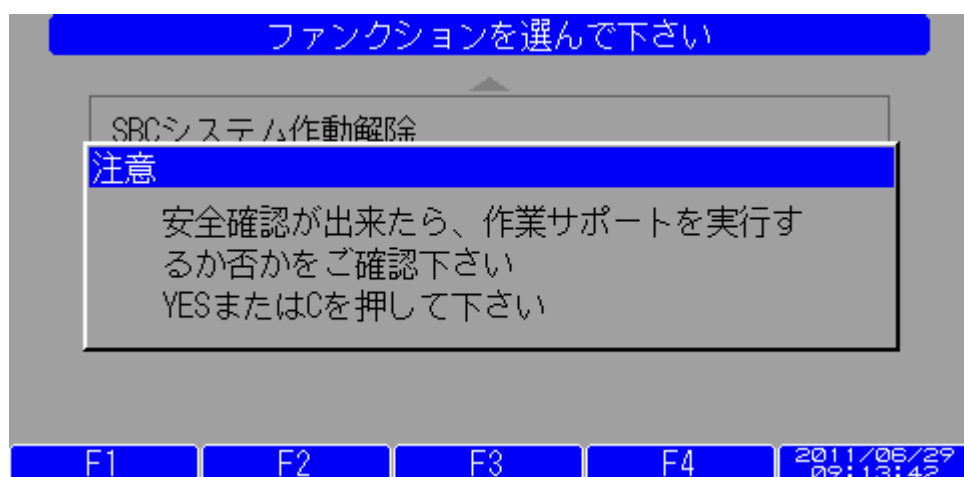 ファンクションを選んで下さい
SBCシステム作動解除
注意
安全確認が出来たら、作業サポートを実行す
るか否かをご確認下さい
YESまたはCを押して下さい
F1 F2 F3 F4 2011/06/29
09:13:42